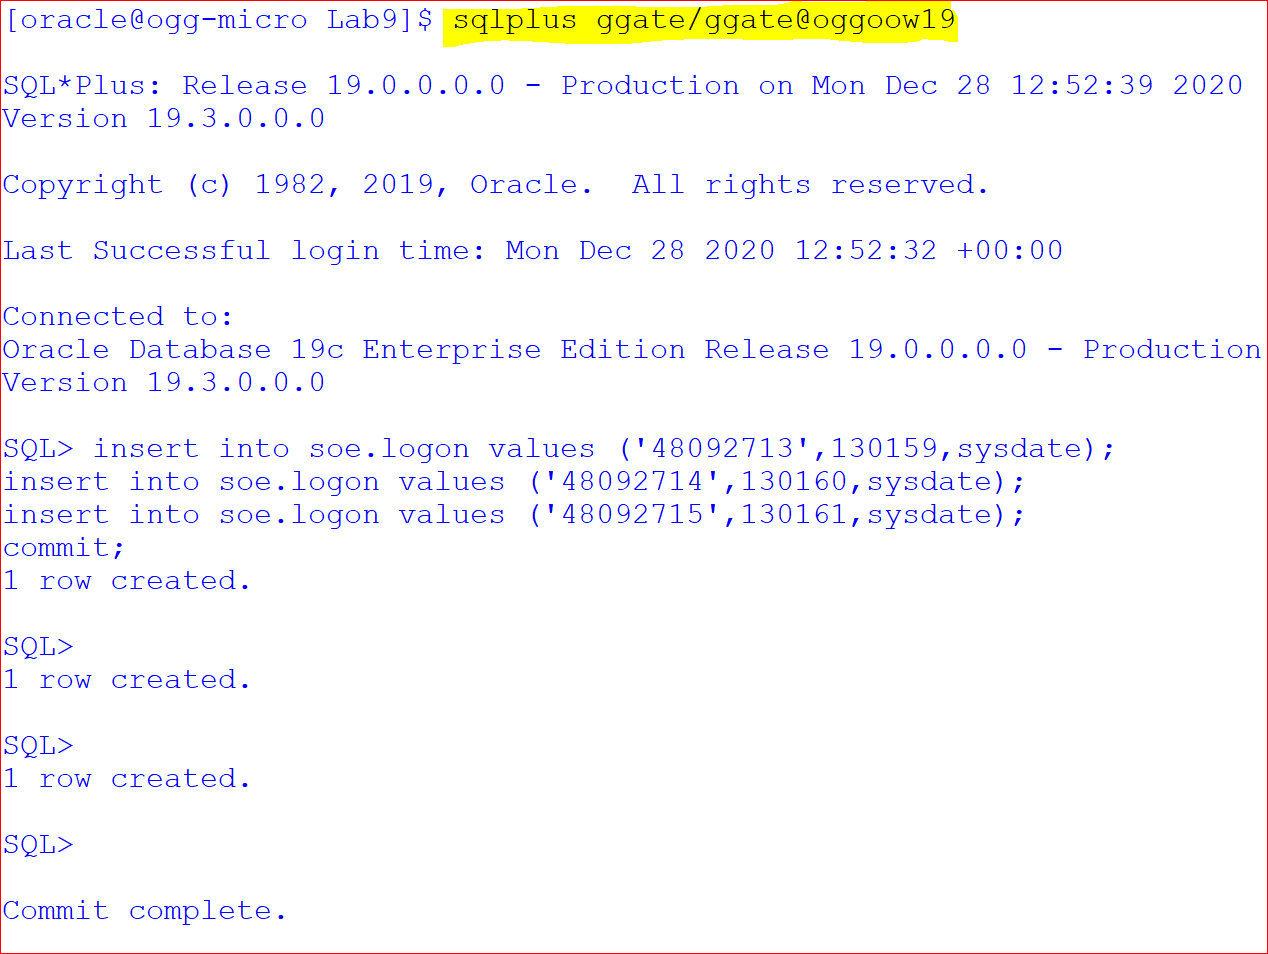 [oracle@ogg-micro Lab9]$ sqlplus ggate/ggate@oggoow19
SQL*Plus: Release 19.0.0.0.0 - Production on Mon Dec 28 12:52:39 2020
Version 19.3.0.0.0
Copyright (c) 1982, 2019, Oracle.  All rights reserved.
Last Successful login time: Mon Dec 28 2020 12:52:32 +00:00
Connected to:
Oracle Database 19c Enterprise Edition Release 19.0.0.0.0 - Production
Version 19.3.0.0.0
SQL> insert into soe.logon values ('48092713',130159,sysdate);
insert into soe.logon values ('48092714',130160,sysdate);
insert into soe.logon values ('48092715',130161,sysdate);
commit;
1 row created.
SQL>
1 row created.
SQL>
1 row created.
SQL>
Commit complete.